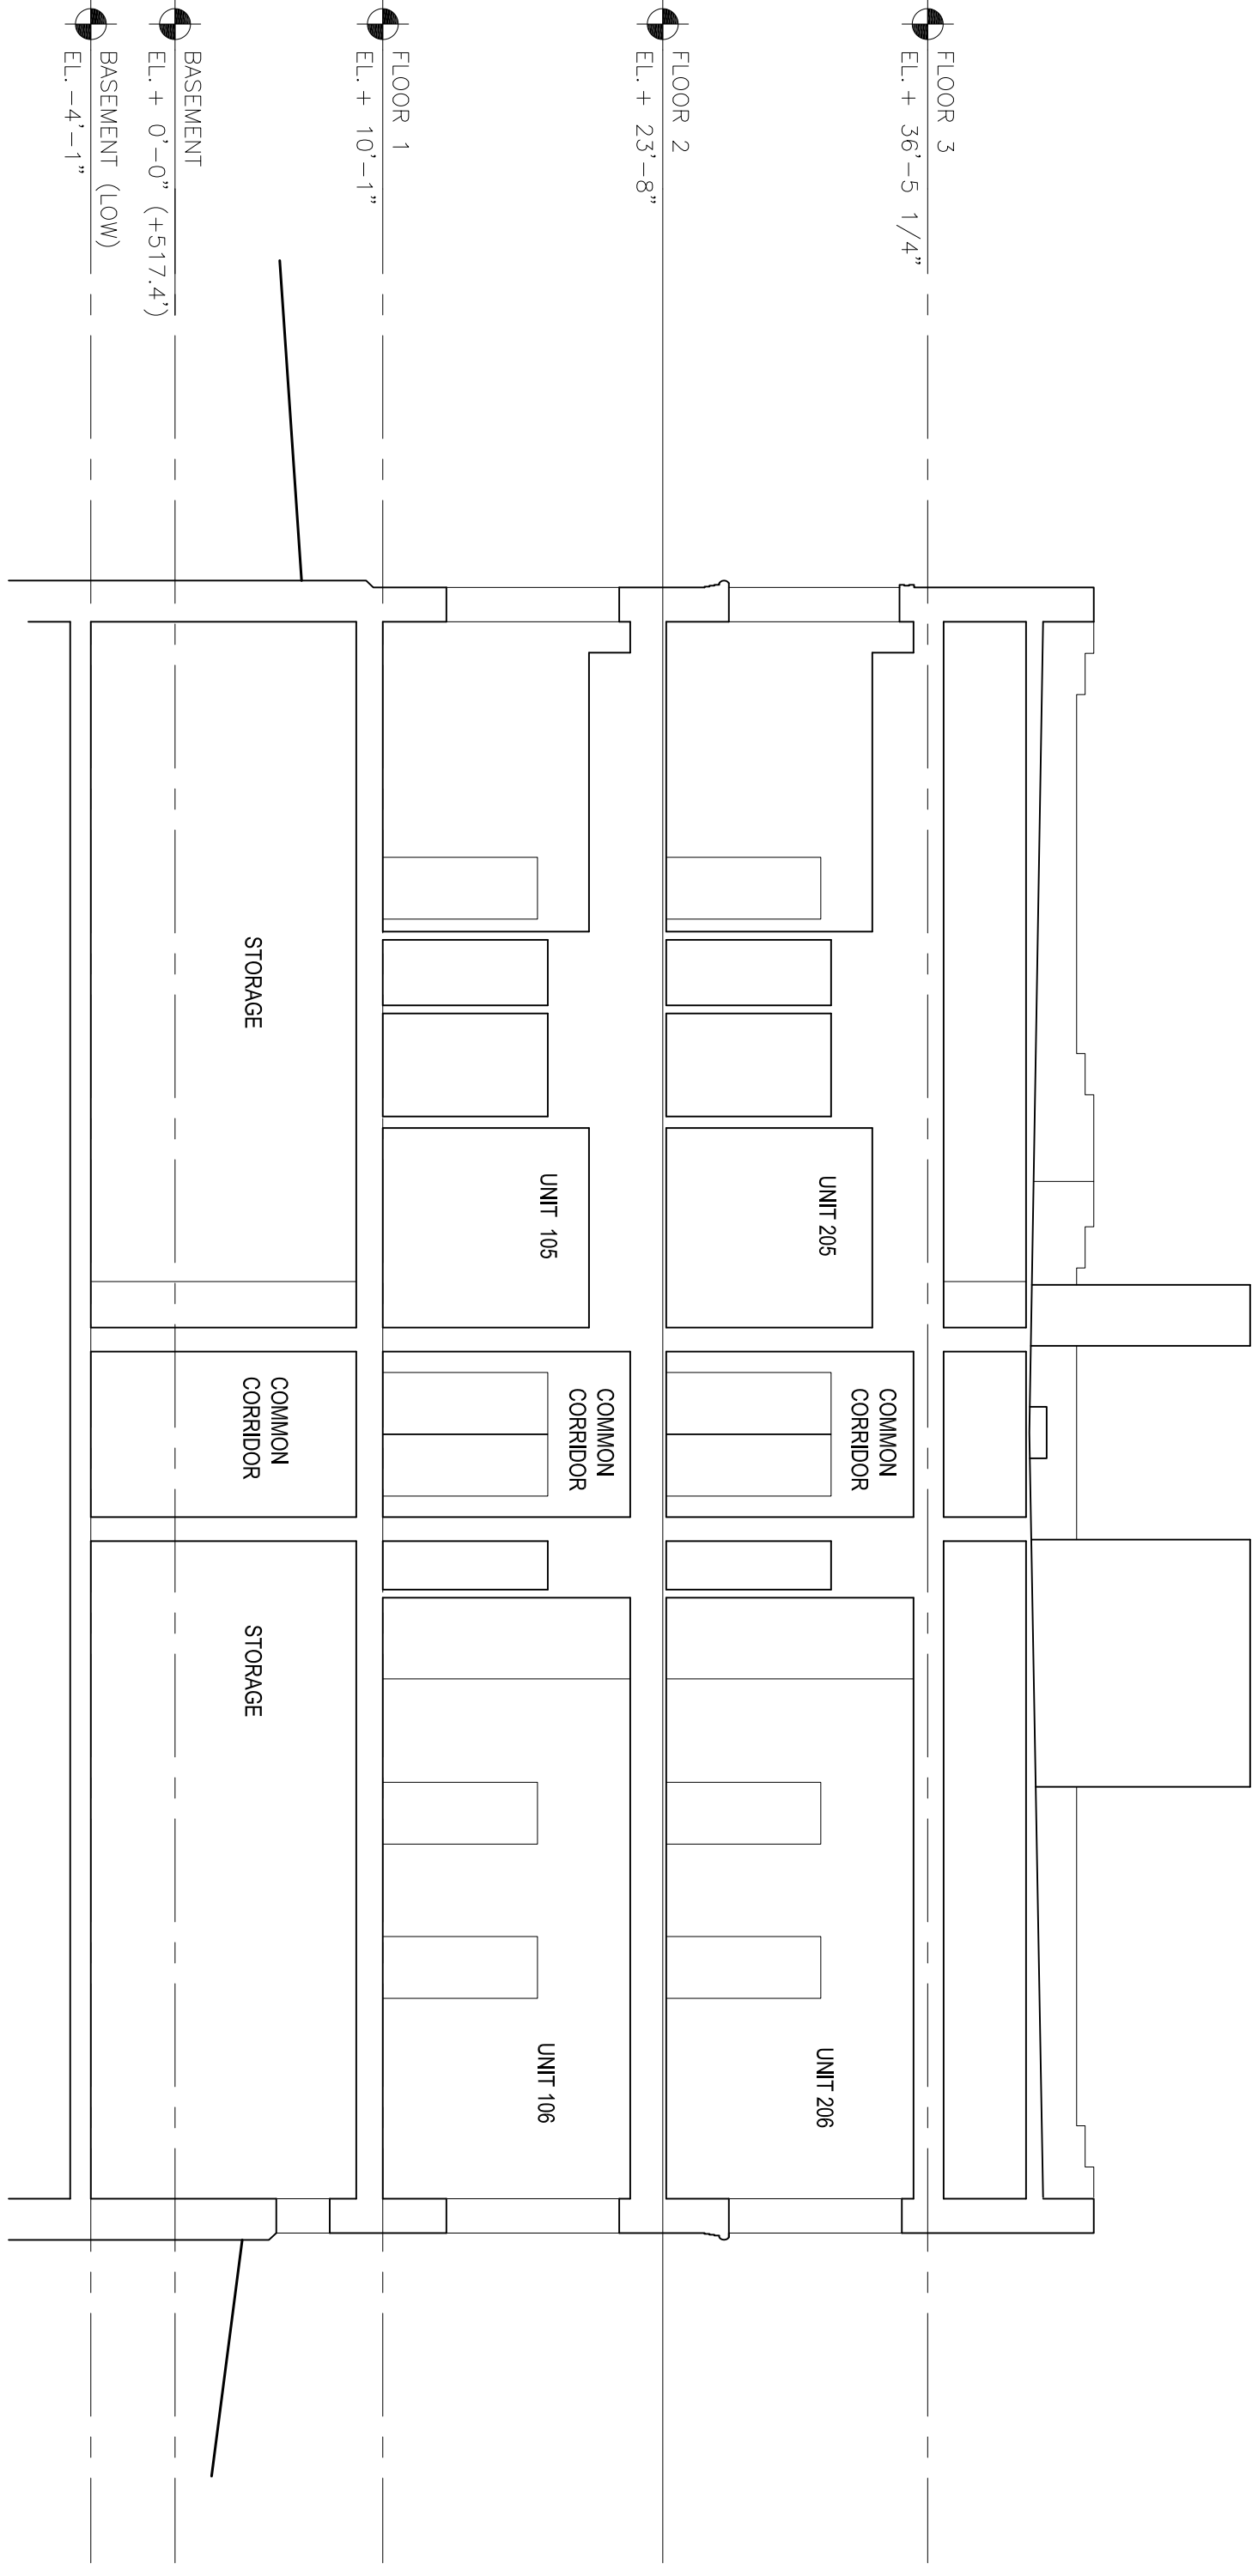 FLOOR 3
EL. + 36'-5 1/4"
FLOOR 2
EL. + 23'-8"
FLOOR 1
EL. + 10'-1"
BASEMENT
EL. + 0'-0" (+517.4')
BASEMENT (LOW)
EL. -4'-1"
UNIT 205
COMMON
CORRIDOR
UNIT 206
UNIT 105
COMMON
CORRIDOR
UNIT 106
STORAGE
COMMON
CORRIDOR
STORAGE